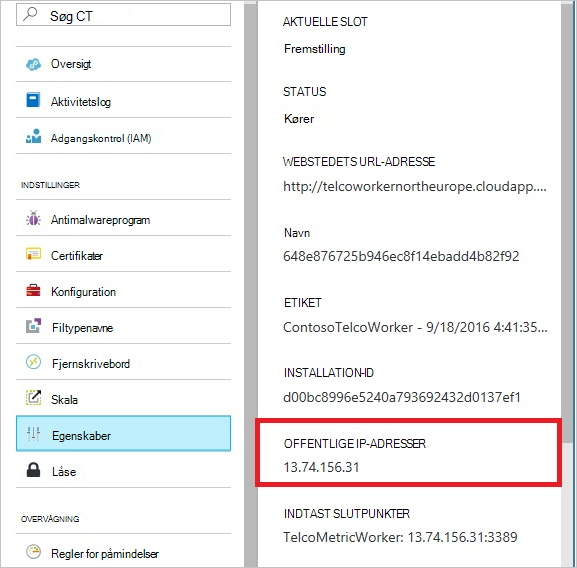 Søg CT
Oversigt
Aktivitetslog
Adgangskontrol (IAM)
INDSTILLINGER
Antimalwareprogram
Certifikater
Konfiguration
Filtypenavne
Fjernskrivebord
Skala
Egenskaber
Låse
OVERVÅGNING
Regler for påmindelser
AKTUELLE SLOT
Fremstilling
STATUS
Kører
WEBSTEDETS URL-ADRESSE
http://telcoworkernortheurope.cloudapp....
Navn
648e876725b946ec8f14ebadd4b82f92
ETIKET
ContosoTelcoWorker - 9/18/2016 4:41:35...
INSTALLATION-ID
d00bc8996e5240a793692432d0137ef1
OFFENTLIGE IP-ADRESSER
13.74.156.31
INDTAST SLUTPUNKTER
TelcoMetricWorker: 13.74.156.31:3389